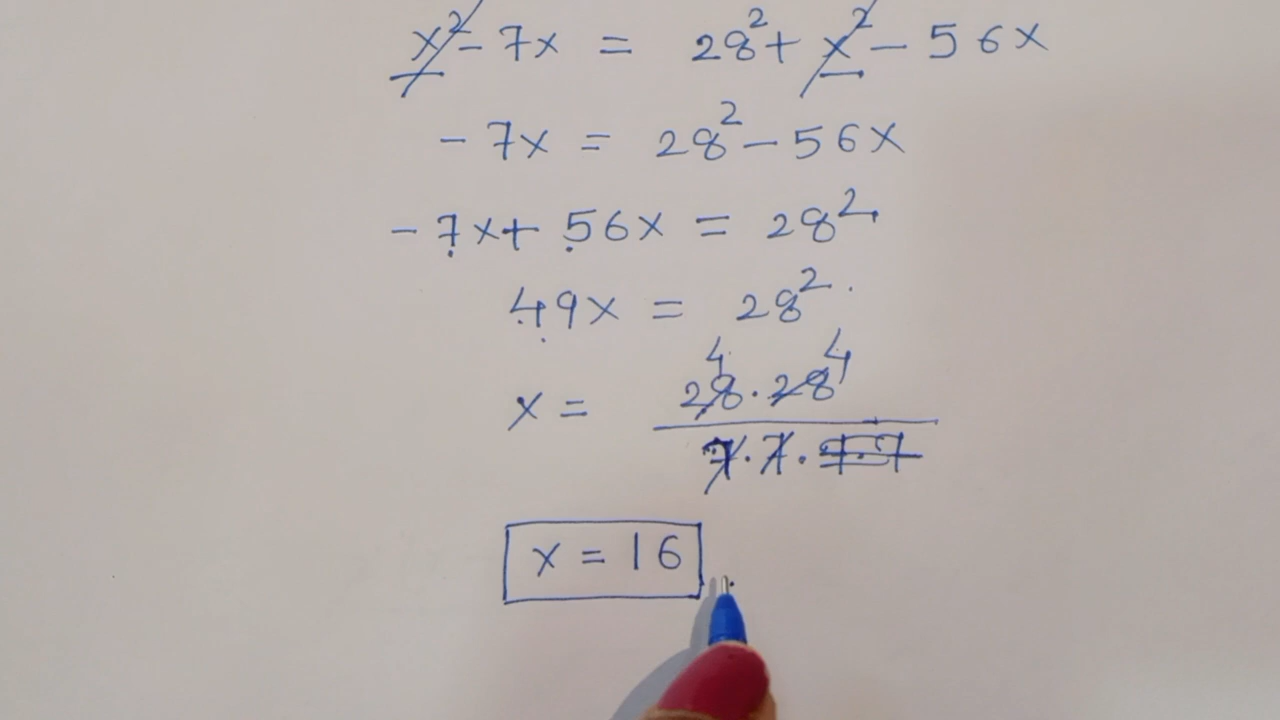 x² - 7x = 28² + x² - 56x
- 7x = 28² - 56x
- 7x + 56x = 28²
49x = 28²
4 4
x = 28 · 28
7 · 7 · 7 · 7
x = 16